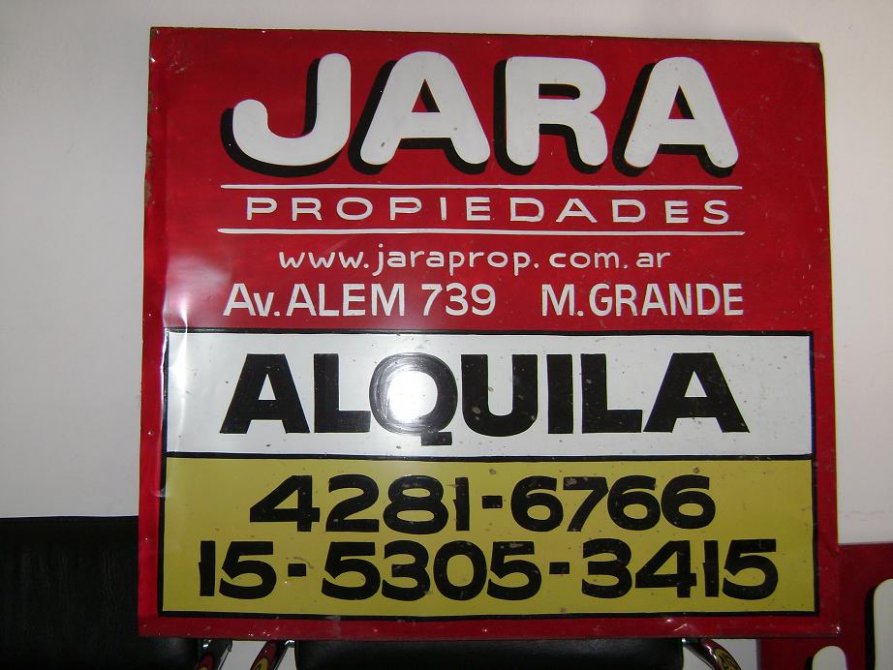 JARA
PROPIEDADES
www.jaraprop.com.ar
Av. ALEM 739 M. GRANDE
ALQUILA
4281-6766
15-5305-3415